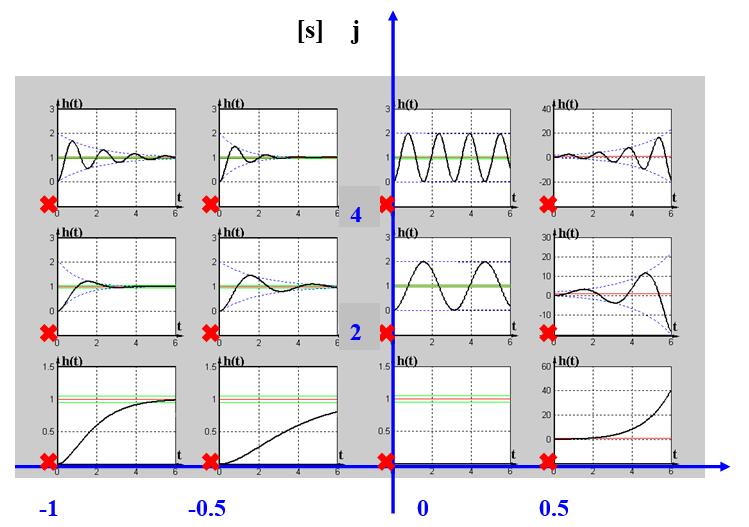 [s] j
h(t) h(t) h(t) h(t)
3 3 3 40
2 2 2 20
1 1 1 0
0 0 0 -20
t t t t
0 2 4 6 0 2 4 6 0 2 4 6 0 2 4 6
4
h(t) h(t) h(t) h(t)
3 3 3 30
2 2 2 20
1 1 1 10
0 0 0 0
-10
t t t t
0 2 4 6 0 2 4 6 0 2 4 6 0 2 4 6
2
h(t) h(t) h(t) h(t)
1.5 1.5 1.5 60
1 1 1 40
0.5 0.5 0.5 20
0
t t t t
0 2 4 6 0 2 4 6 0 2 4 6 0 2 4 6
-1 -0.5 0 0.5